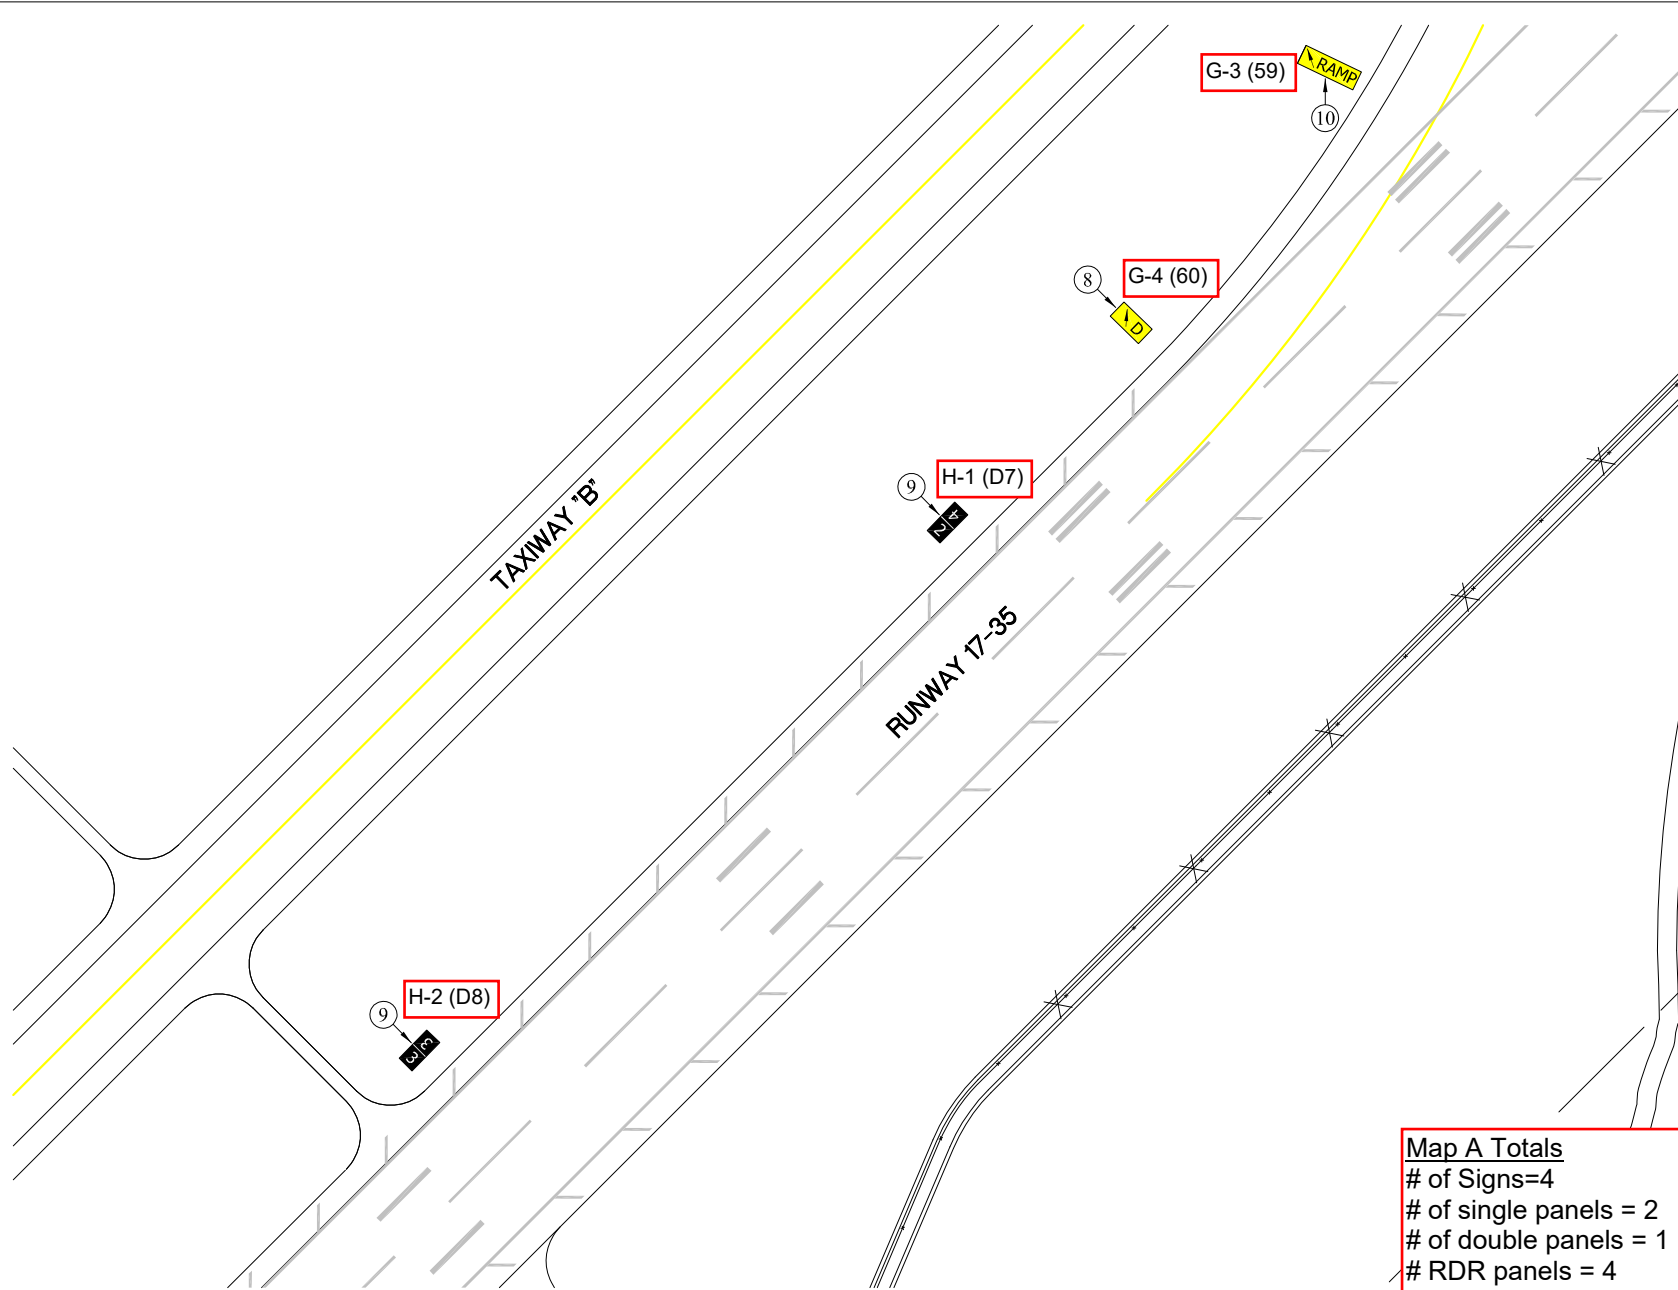 G-3 (59)
RAMP
10
8
G-4 (60)
D
9
H-1 (D7)
4
2
TAXIWAY "B"
RUNWAY 17-35
9
H-2 (D8)
3
3
Map A Totals
# of Signs=4
# of single panels = 2
# of double panels = 1
# RDR panels = 4